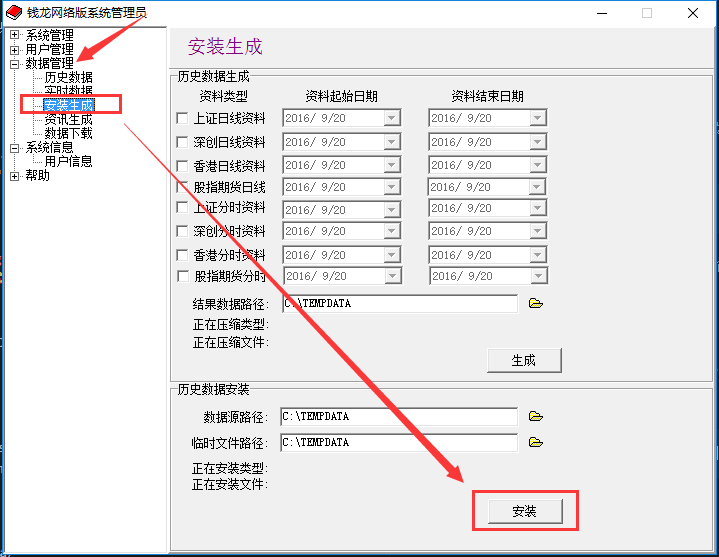 钱龙网络版系统管理员
系统管理
用户管理
数据管理
历史数据
实时数据
安装生成
资讯生成
数据下载
系统信息
用户信息
帮助
安装生成
历史数据生成
资料类型 资料起始日期 资料结束日期
上证日线资料 2016/ 9/20 2016/ 9/20
深创日线资料 2016/ 9/20 2016/ 9/20
香港日线资料 2016/ 9/20 2016/ 9/20
股指期货日线 2016/ 9/20 2016/ 9/20
上证分时资料 2016/ 9/20 2016/ 9/20
深创分时资料 2016/ 9/20 2016/ 9/20
香港分时资料 2016/ 9/20 2016/ 9/20
股指期货分时 2016/ 9/20 2016/ 9/20
结果数据路径: C:\TEMPDATA
正在压缩类型:
正在压缩文件:
生成
历史数据安装
数据源路径: C:\TEMPDATA
临时文件路径: C:\TEMPDATA
正在安装类型:
正在安装文件:
安装